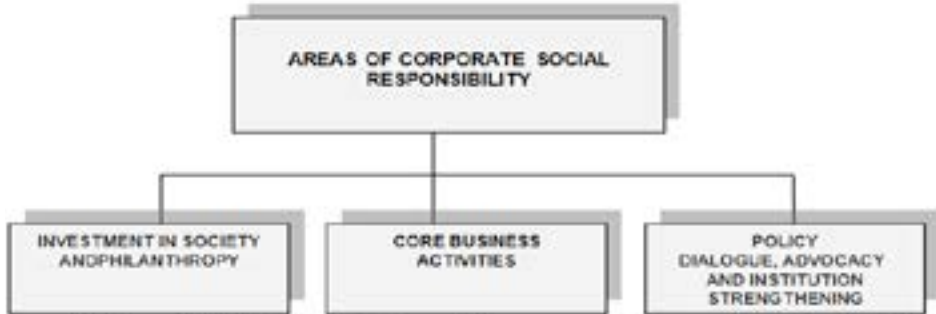 AREAS OF CORPORATE SOCIAL
RESPONSIBILITY
INVESTMENT IN SOCIETY
ANDPHILANTHROPY
CORE BUSINESS
ACTIVITIES
POLICY
DIALOGUE, ADVOCACY
AND INSTITUTION
STRENGTHENING